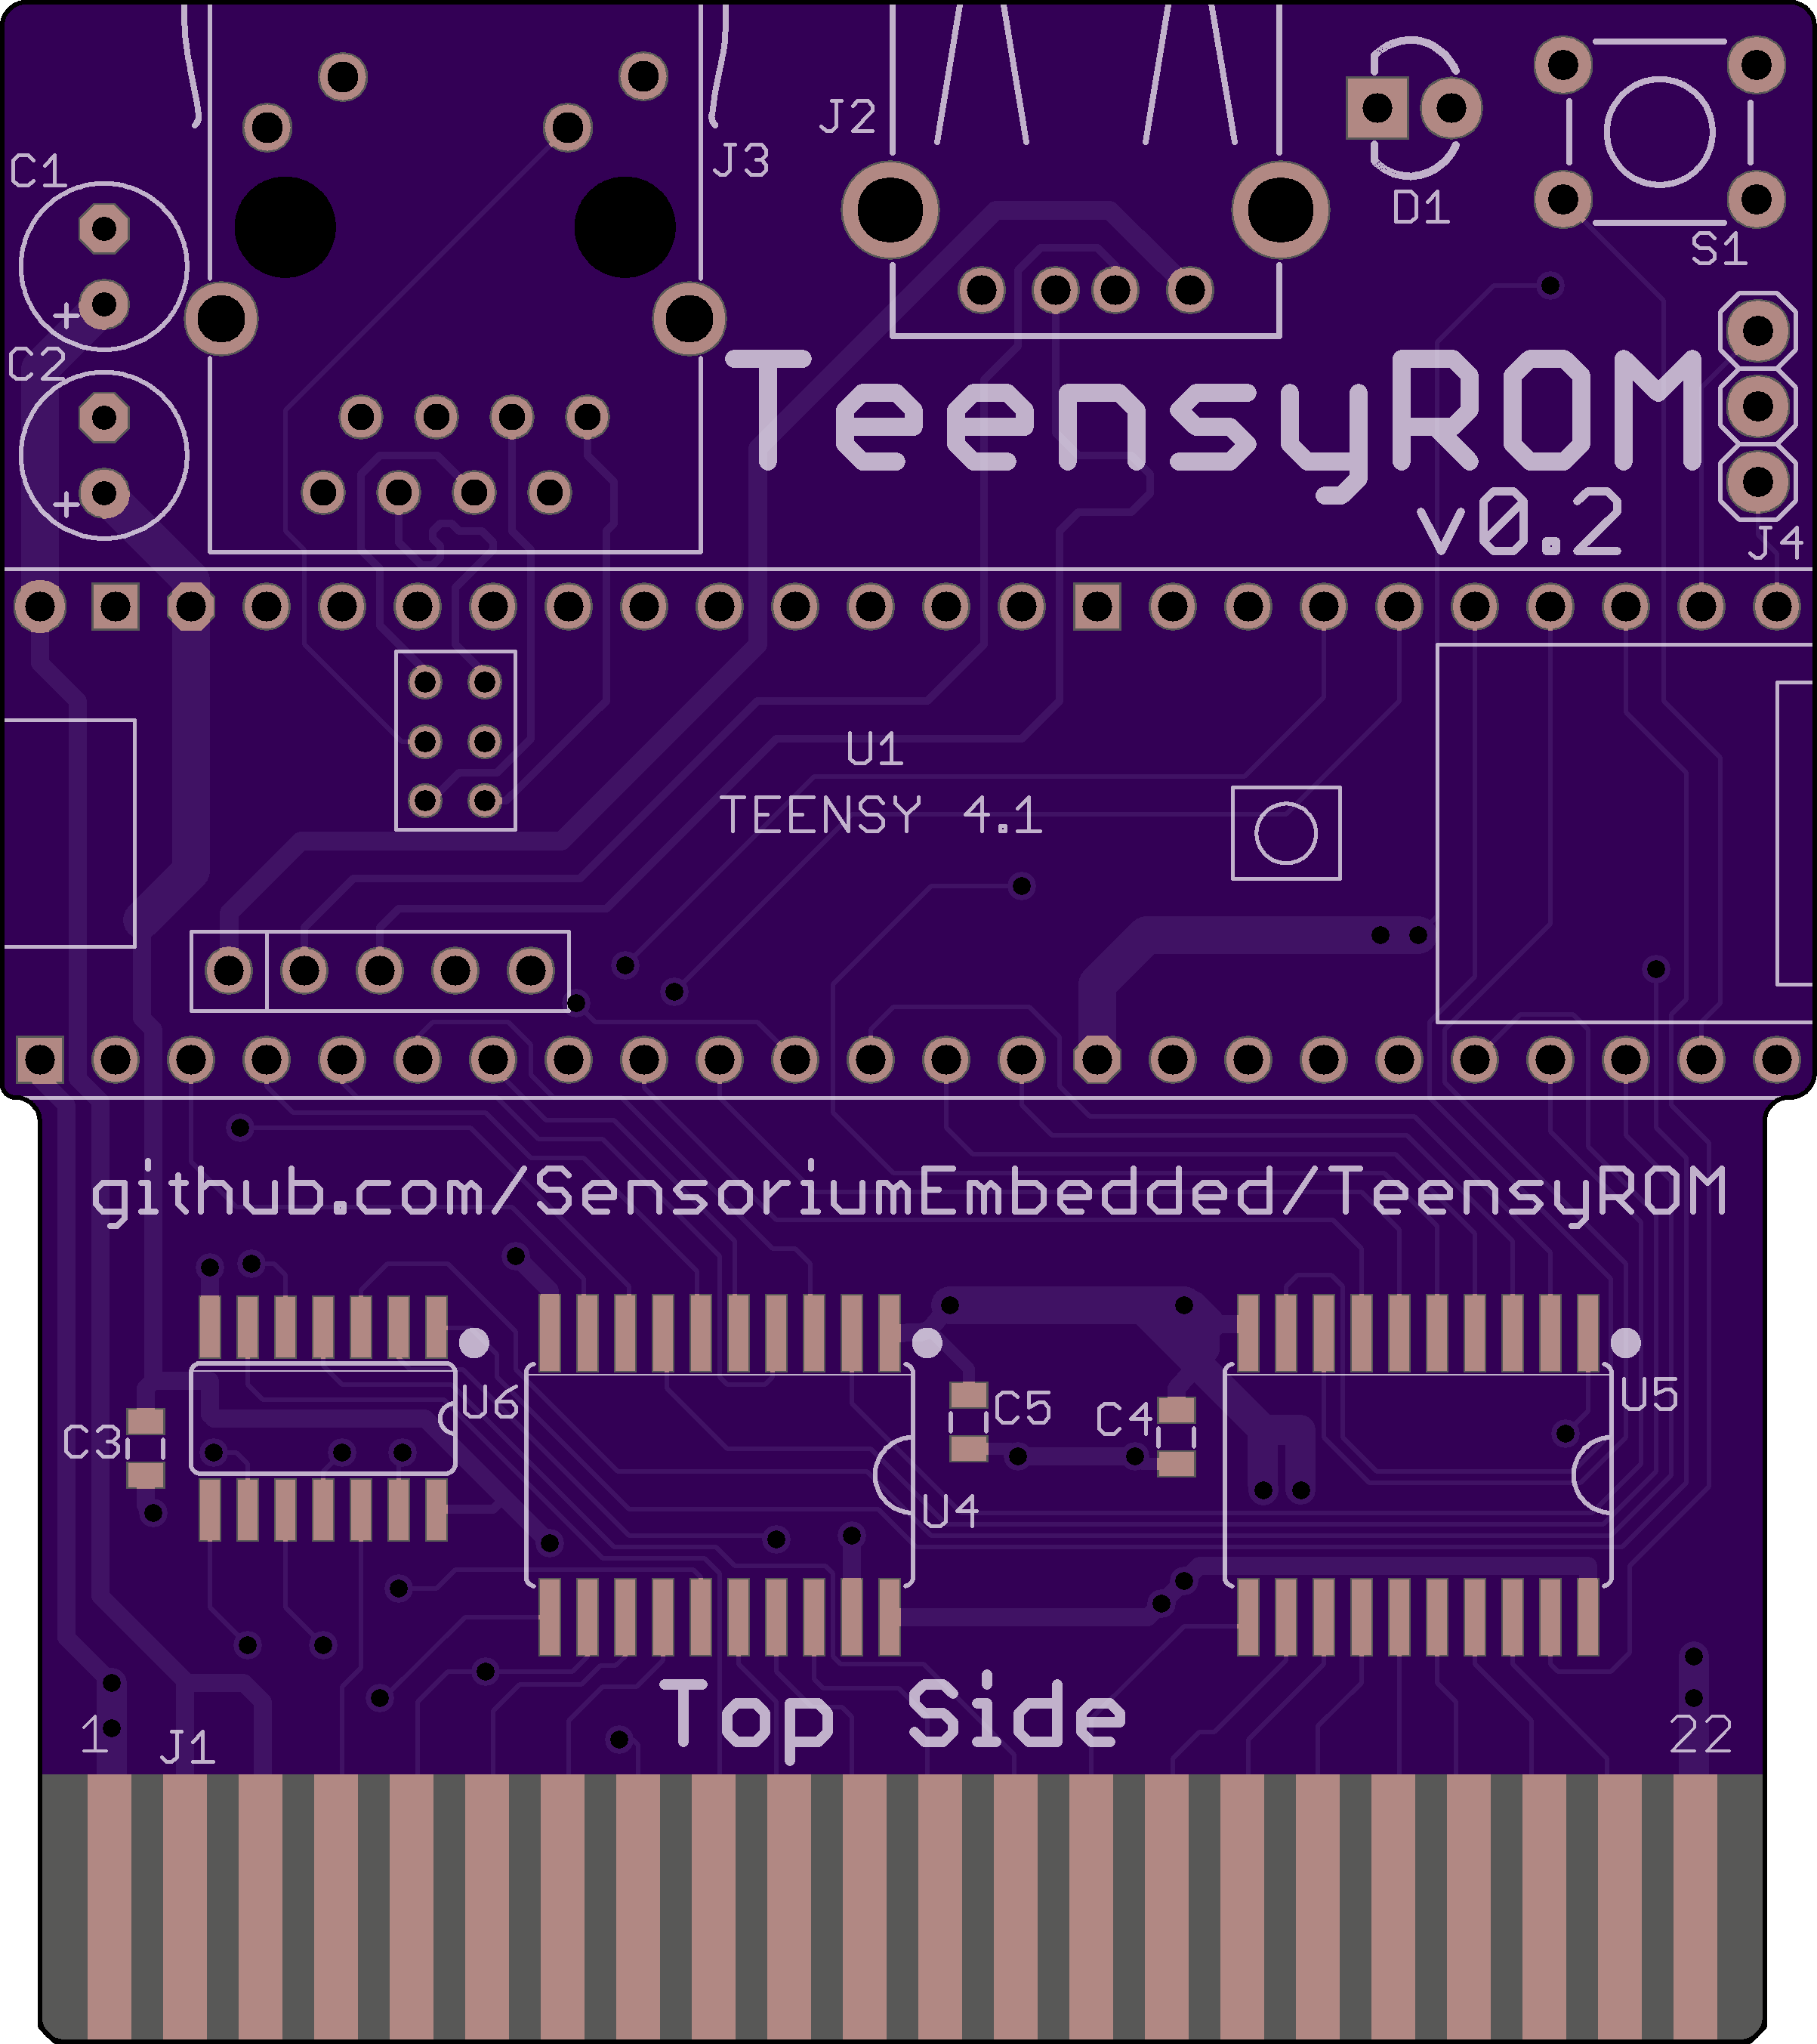 J2
J3
C1
D1
S1
+
C2
TeensyROM
+
v0.2
J4
U1
TEENSY 4.1
github.com/SensoriumEmbedded/TeensyROM
U6
C5
C4
U5
C3
U4
Top Side
1
J1
22